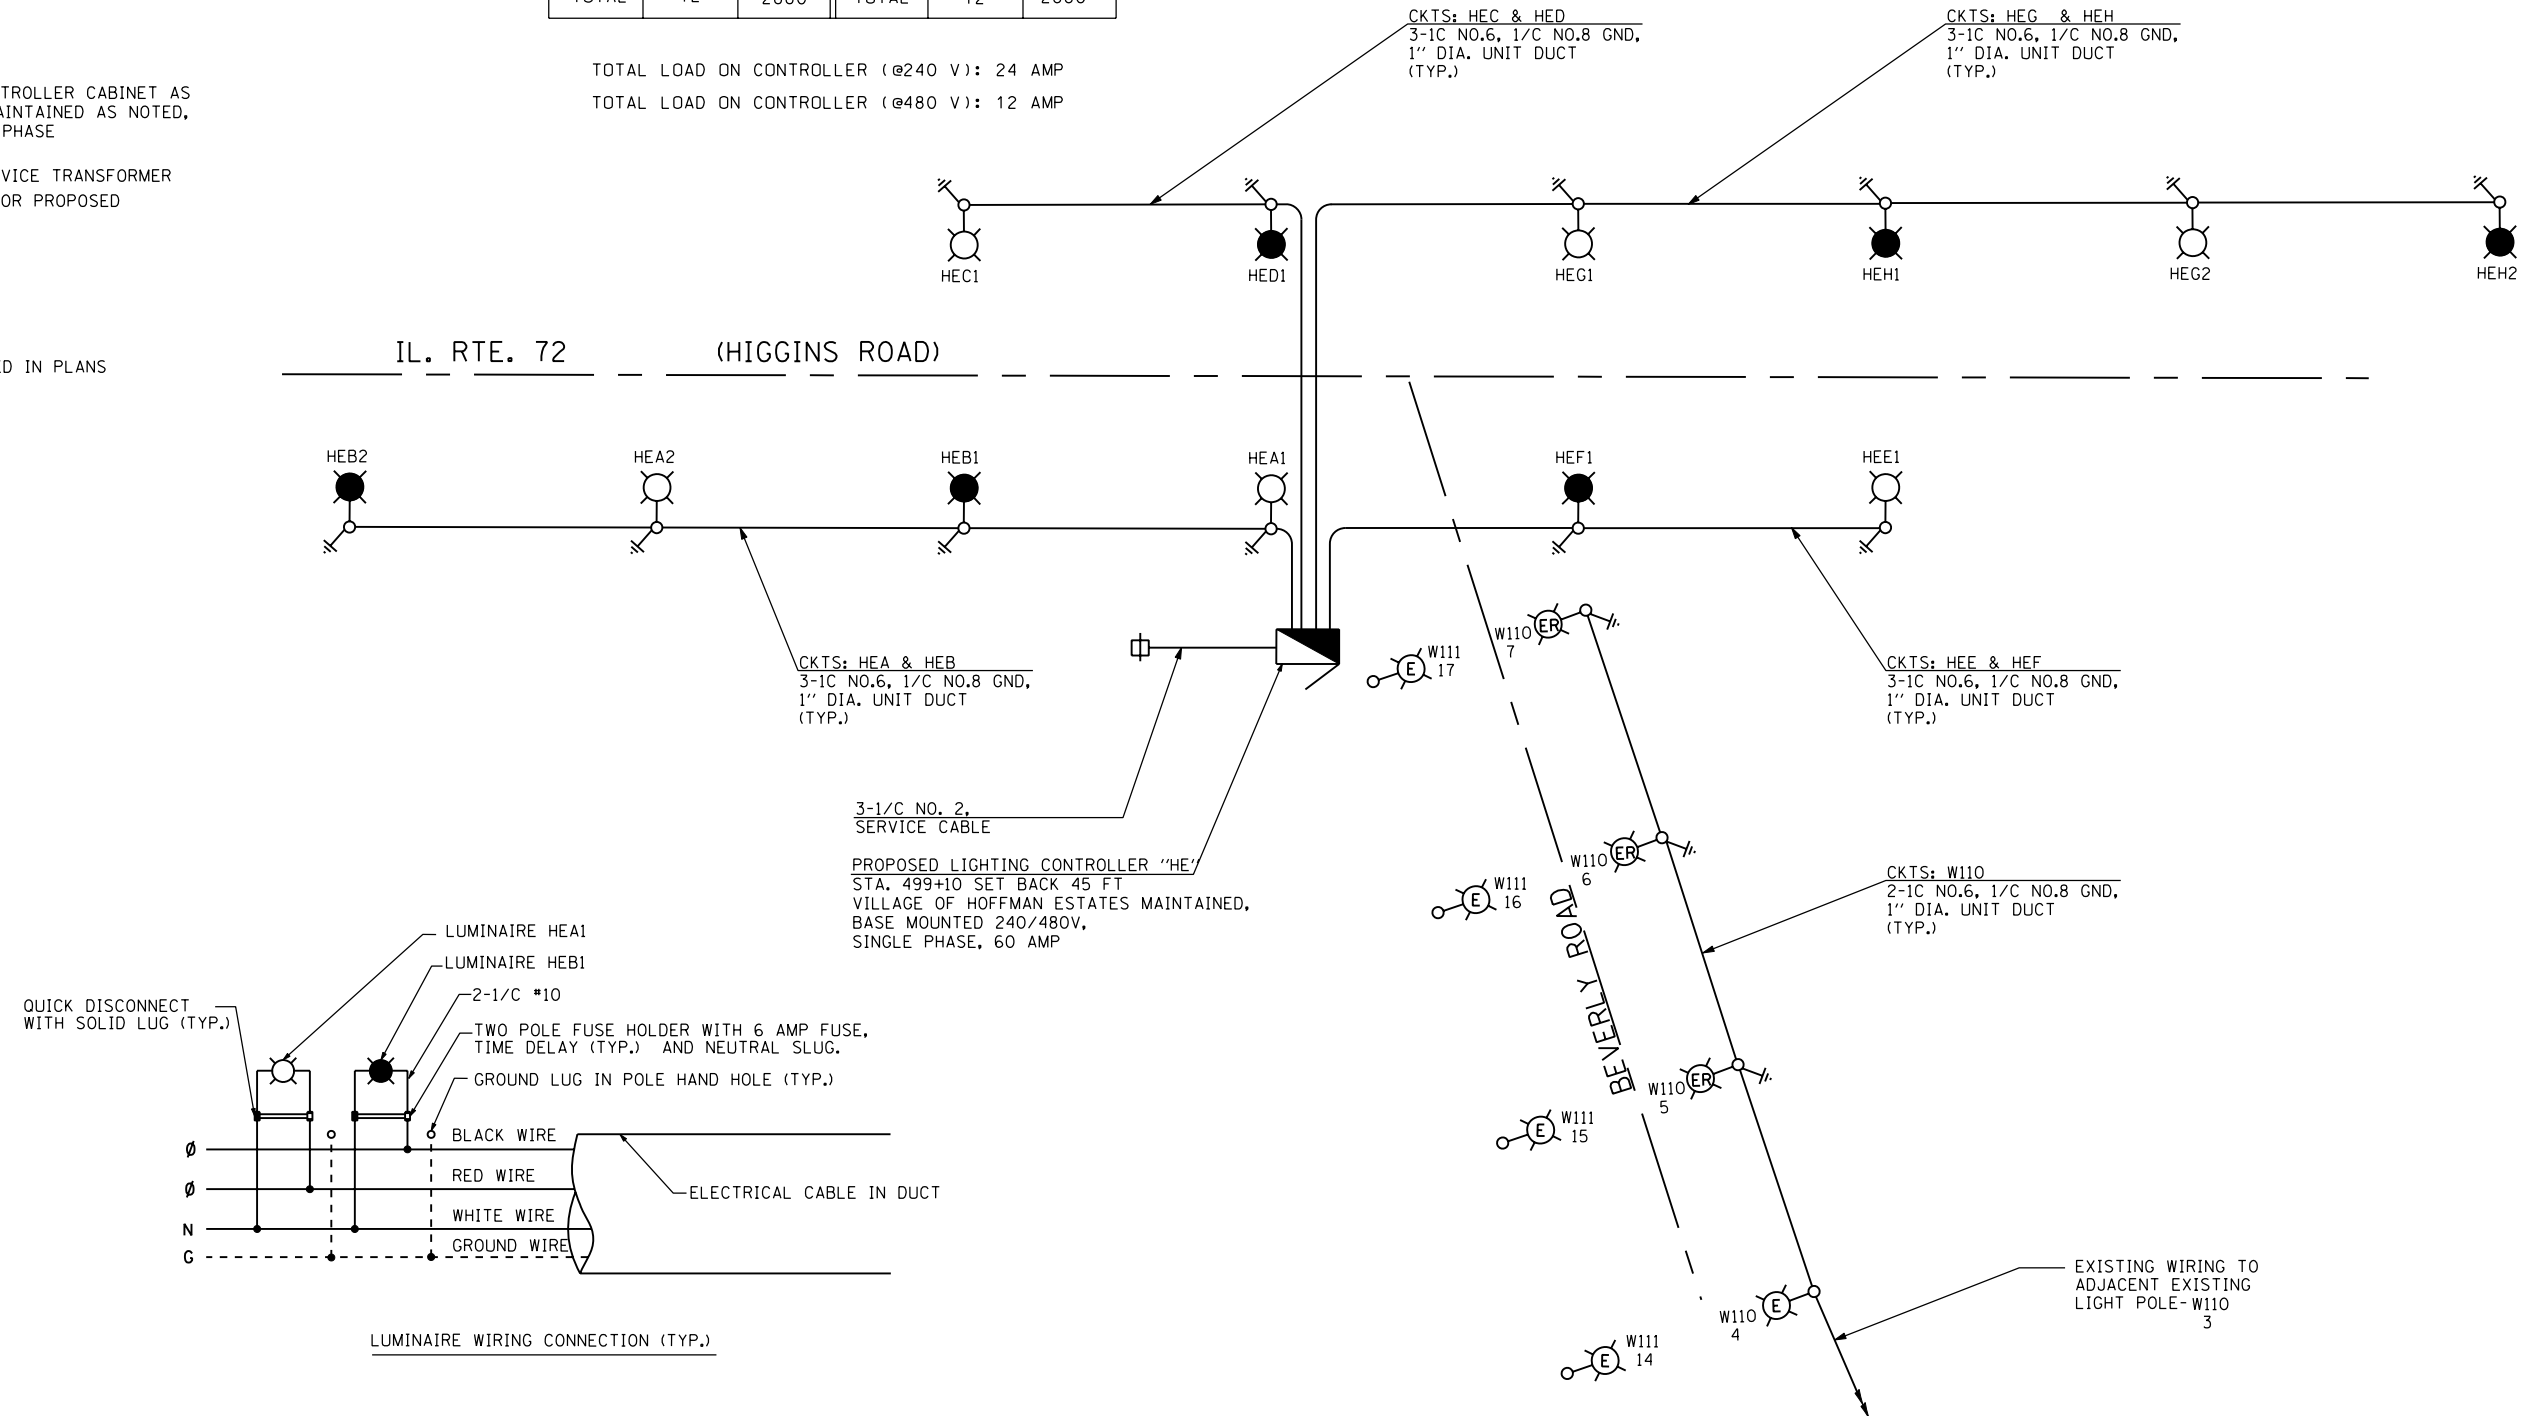 TOTAL 12 TOTAL 12
TOTAL LOAD ON CONTROLLER (@240 V): 24 AMP
TOTAL LOAD ON CONTROLLER (@480 V): 12 AMP
TROLLER CABINET AS
AINTAINED AS NOTED,
PHASE
VICE TRANSFORMER
OR PROPOSED
ED IN PLANS
CKTS: HEC & HED
3-1C NO.6, 1/C NO.8 GND,
1'' DIA. UNIT DUCT
(TYP.)
CKTS: HEG & HEH
3-1C NO.6, 1/C NO.8 GND,
1'' DIA. UNIT DUCT
(TYP.)
HEC1
HED1
HEG1
HEH1
HEG2
HEH2
IL. RTE. 72 (HIGGINS ROAD)
HEB2
HEA2
HEB1
HEA1
HEF1
HEE1
CKTS: HEA & HEB
3-1C NO.6, 1/C NO.8 GND,
1'' DIA. UNIT DUCT
(TYP.)
CKTS: HEE & HEF
3-1C NO.6, 1/C NO.8 GND,
1'' DIA. UNIT DUCT
(TYP.)
3-1/C NO. 2,
SERVICE CABLE
PROPOSED LIGHTING CONTROLLER ''HE''
STA. 499+10 SET BACK 45 FT
VILLAGE OF HOFFMAN ESTATES MAINTAINED,
BASE MOUNTED 240/480V,
SINGLE PHASE, 60 AMP
W110
7
ER
W111
17
E
W110
6
ER
W111
16
E
W110
5
ER
W111
15
E
W110
4
E
W111
14
E
BEVERLY ROAD
CKTS: W110
2-1C NO.6, 1/C NO.8 GND,
1'' DIA. UNIT DUCT
(TYP.)
EXISTING WIRING TO
ADJACENT EXISTING
LIGHT POLE-W110
3
LUMINAIRE HEA1
LUMINAIRE HEB1
2-1/C #10
QUICK DISCONNECT
WITH SOLID LUG (TYP.)
TWO POLE FUSE HOLDER WITH 6 AMP FUSE,
TIME DELAY (TYP.) AND NEUTRAL SLUG.
GROUND LUG IN POLE HAND HOLE (TYP.)
Ø BLACK WIRE
Ø RED WIRE
N WHITE WIRE
G GROUND WIRE
ELECTRICAL CABLE IN DUCT
LUMINAIRE WIRING CONNECTION (TYP.)